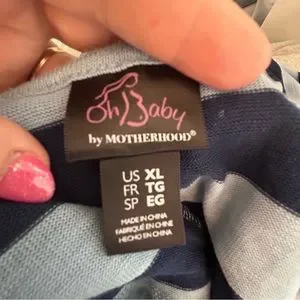 Oh Baby
by MOTHERHOOD®
US XL
FR TG
SP EG
MADE IN CHINA
FABRIQUÉ EN CHINE
HECHO EN CHINA